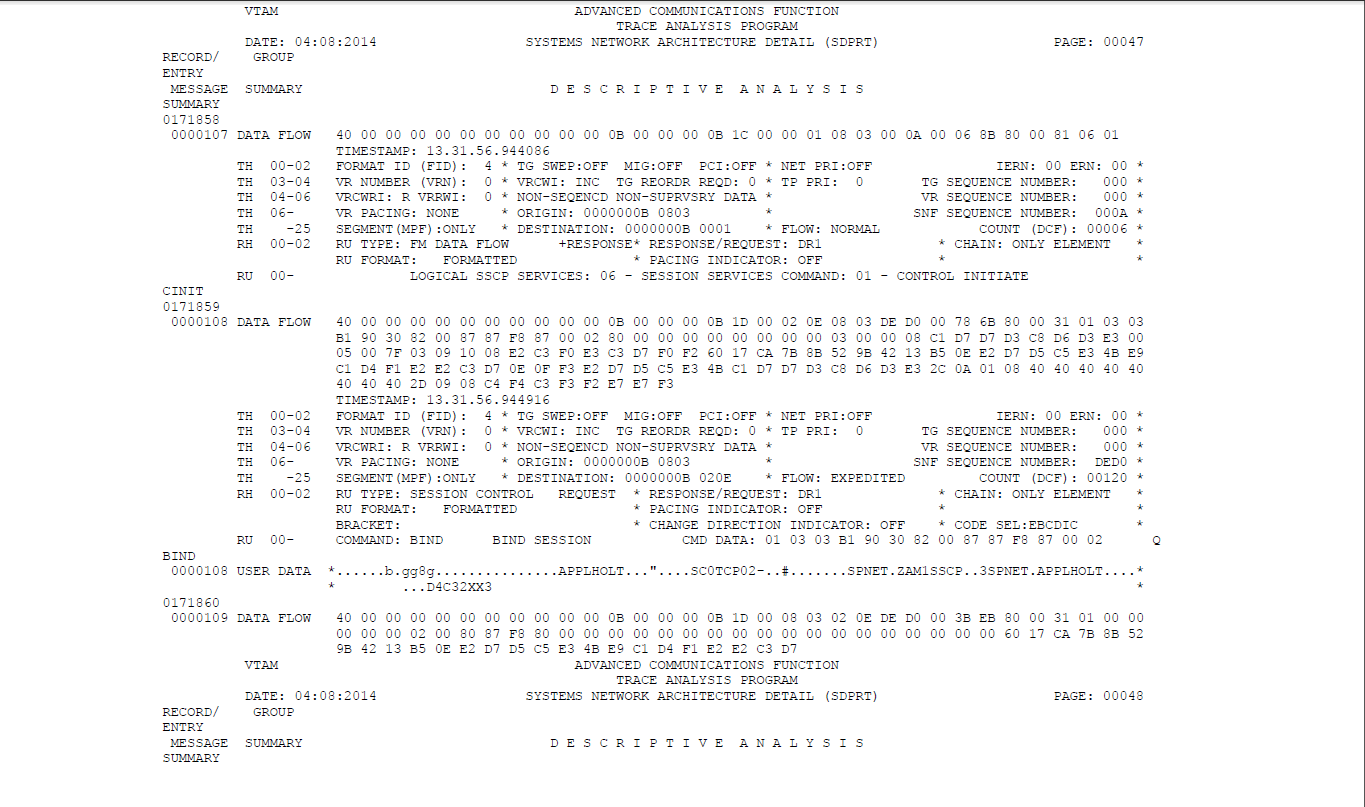 VTAM ADVANCED COMMUNICATIONS FUNCTION
TRACE ANALYSIS PROGRAM
DATE: 04:08:2014 SYSTEMS NETWORK ARCHITECTURE DETAIL (SDPRT) PAGE: 00047
RECORD/ GROUP
ENTRY
MESSAGE SUMMARY D E S C R I P T I V E A N A L Y S I S
SUMMARY
0171858
0000107 DATA FLOW 40 00 00 00 00 00 00 00 00 00 00 0B 00 00 00 0B 1C 00 00 01 08 03 00 0A 00 06 8B 80 00 81 06 01
TIMESTAMP: 13.31.56.944086
TH 00-02 FORMAT ID (FID): 4 * TG SWEP:OFF MIG:OFF PCI:OFF * NET PRI:OFF IERN: 00 ERN: 00 *
TH 03-04 VR NUMBER (VRN): 0 * VRCWI: INC TG REORDR REQD: 0 * TP PRI: 0 TG SEQUENCE NUMBER: 000 *
TH 04-06 VRCWRI: R VRRWI: 0 * NON-SEQENCD NON-SUPRVSRY DATA * VR SEQUENCE NUMBER: 000 *
TH 06- VR PACING: NONE * ORIGIN: 0000000B 0803 * SNF SEQUENCE NUMBER: 000A *
TH -25 SEGMENT(MPF):ONLY * DESTINATION: 0000000B 0001 * FLOW: NORMAL COUNT (DCF): 00006 *
RH 00-02 RU TYPE: FM DATA FLOW +RESPONSE* RESPONSE/REQUEST: DR1 * CHAIN: ONLY ELEMENT *
RU FORMAT: FORMATTED * PACING INDICATOR: OFF * *
RU 00- LOGICAL SSCP SERVICES: 06 - SESSION SERVICES COMMAND: 01 - CONTROL INITIATE
CINIT
0171859
0000108 DATA FLOW 40 00 00 00 00 00 00 00 00 00 00 0B 00 00 00 0B 1D 00 02 0E 08 03 DE D0 00 78 6B 80 00 31 01 03 03
B1 90 30 82 00 87 87 F8 87 00 02 80 00 00 00 00 00 00 00 00 03 00 00 08 C1 D7 D7 D3 C8 D6 D3 E3 00
05 00 7F 03 09 10 08 E2 C3 F0 E3 C3 D7 F0 F2 60 17 CA 7B 8B 52 9B 42 13 B5 0E E2 D7 D5 C5 E3 4B E9
C1 D4 F1 E2 E2 C3 D7 0E 0F F3 E2 D7 D5 C5 E3 4B C1 D7 D7 D3 C8 D6 D3 E3 2C 0A 01 08 40 40 40 40 40
40 40 40 2D 09 08 C4 F4 C3 F3 F2 E7 E7 F3
TIMESTAMP: 13.31.56.944916
TH 00-02 FORMAT ID (FID): 4 * TG SWEP:OFF MIG:OFF PCI:OFF * NET PRI:OFF IERN: 00 ERN: 00 *
TH 03-04 VR NUMBER (VRN): 0 * VRCWI: INC TG REORDR REQD: 0 * TP PRI: 0 TG SEQUENCE NUMBER: 000 *
TH 04-06 VRCWRI: R VRRWI: 0 * NON-SEQENCD NON-SUPRVSRY DATA * VR SEQUENCE NUMBER: 000 *
TH 06- VR PACING: NONE * ORIGIN: 0000000B 0803 * SNF SEQUENCE NUMBER: DED0 *
TH -25 SEGMENT(MPF):ONLY * DESTINATION: 0000000B 020E * FLOW: EXPEDITED COUNT (DCF): 00120 *
RH 00-02 RU TYPE: SESSION CONTROL REQUEST * RESPONSE/REQUEST: DR1 * CHAIN: ONLY ELEMENT *
RU FORMAT: FORMATTED * PACING INDICATOR: OFF * *
BRACKET: * CHANGE DIRECTION INDICATOR: OFF * CODE SEL:EBCDIC *
RU 00- COMMAND: BIND BIND SESSION CMD DATA: 01 03 03 B1 90 30 82 00 87 87 F8 87 00 02 Q
BIND
0000108 USER DATA *......b.gg8g...............APPLHOLT..."....SC0TCP02-..#.......SPNET.ZAM1SSCP..3SPNET.APPLHOLT....*
* ...D4C32XX3 *
0171860
0000109 DATA FLOW 40 00 00 00 00 00 00 00 00 00 00 0B 00 00 00 0B 1D 00 08 03 02 0E DE D0 00 3B EB 80 00 31 01 00 00
00 00 00 02 00 80 87 F8 80 00 00 00 00 00 00 00 00 00 00 00 00 00 00 00 00 00 00 60 17 CA 7B 8B 52
9B 42 13 B5 0E E2 D7 D5 C5 E3 4B E9 C1 D4 F1 E2 E2 C3 D7
VTAM ADVANCED COMMUNICATIONS FUNCTION
TRACE ANALYSIS PROGRAM
DATE: 04:08:2014 SYSTEMS NETWORK ARCHITECTURE DETAIL (SDPRT) PAGE: 00048
RECORD/ GROUP
ENTRY
MESSAGE SUMMARY D E S C R I P T I V E A N A L Y S I S
SUMMARY